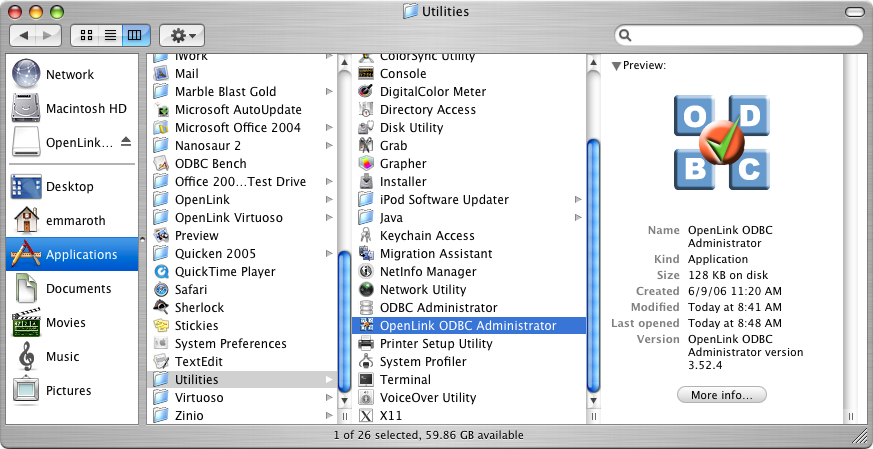 Utilities
Network
Macintosh HD
OpenLink...
Desktop
emmaroth
Applications
Documents
Movies
Music
Pictures
iWork
Mail
Marble Blast Gold
Microsoft AutoUpdate
Microsoft Office 2004
Nanosaur 2
ODBC Bench
Office 200...Test Drive
OpenLink
OpenLink Virtuoso
Preview
Quicken 2005
QuickTime Player
Safari
Sherlock
Stickies
System Preferences
TextEdit
Utilities
Virtuoso
Zinio
ColorSync Utility
Console
DigitalColor Meter
Directory Access
Disk Utility
Grab
Grapher
Installer
iPod Software Updater
Java
Keychain Access
Migration Assistant
NetInfo Manager
Network Utility
ODBC Administrator
OpenLink ODBC Administrator
Printer Setup Utility
System Profiler
Terminal
VoiceOver Utility
X11
Preview:
O D
B C
Name OpenLink ODBC
Administrator
Kind Application
Size 128 KB on disk
Created 6/9/06 11:20 AM
Modified Today at 8:41 AM
Last opened Today at 8:48 AM
Version OpenLink ODBC
Administrator version
3.52.4
More info...
1 of 26 selected, 59.86 GB available